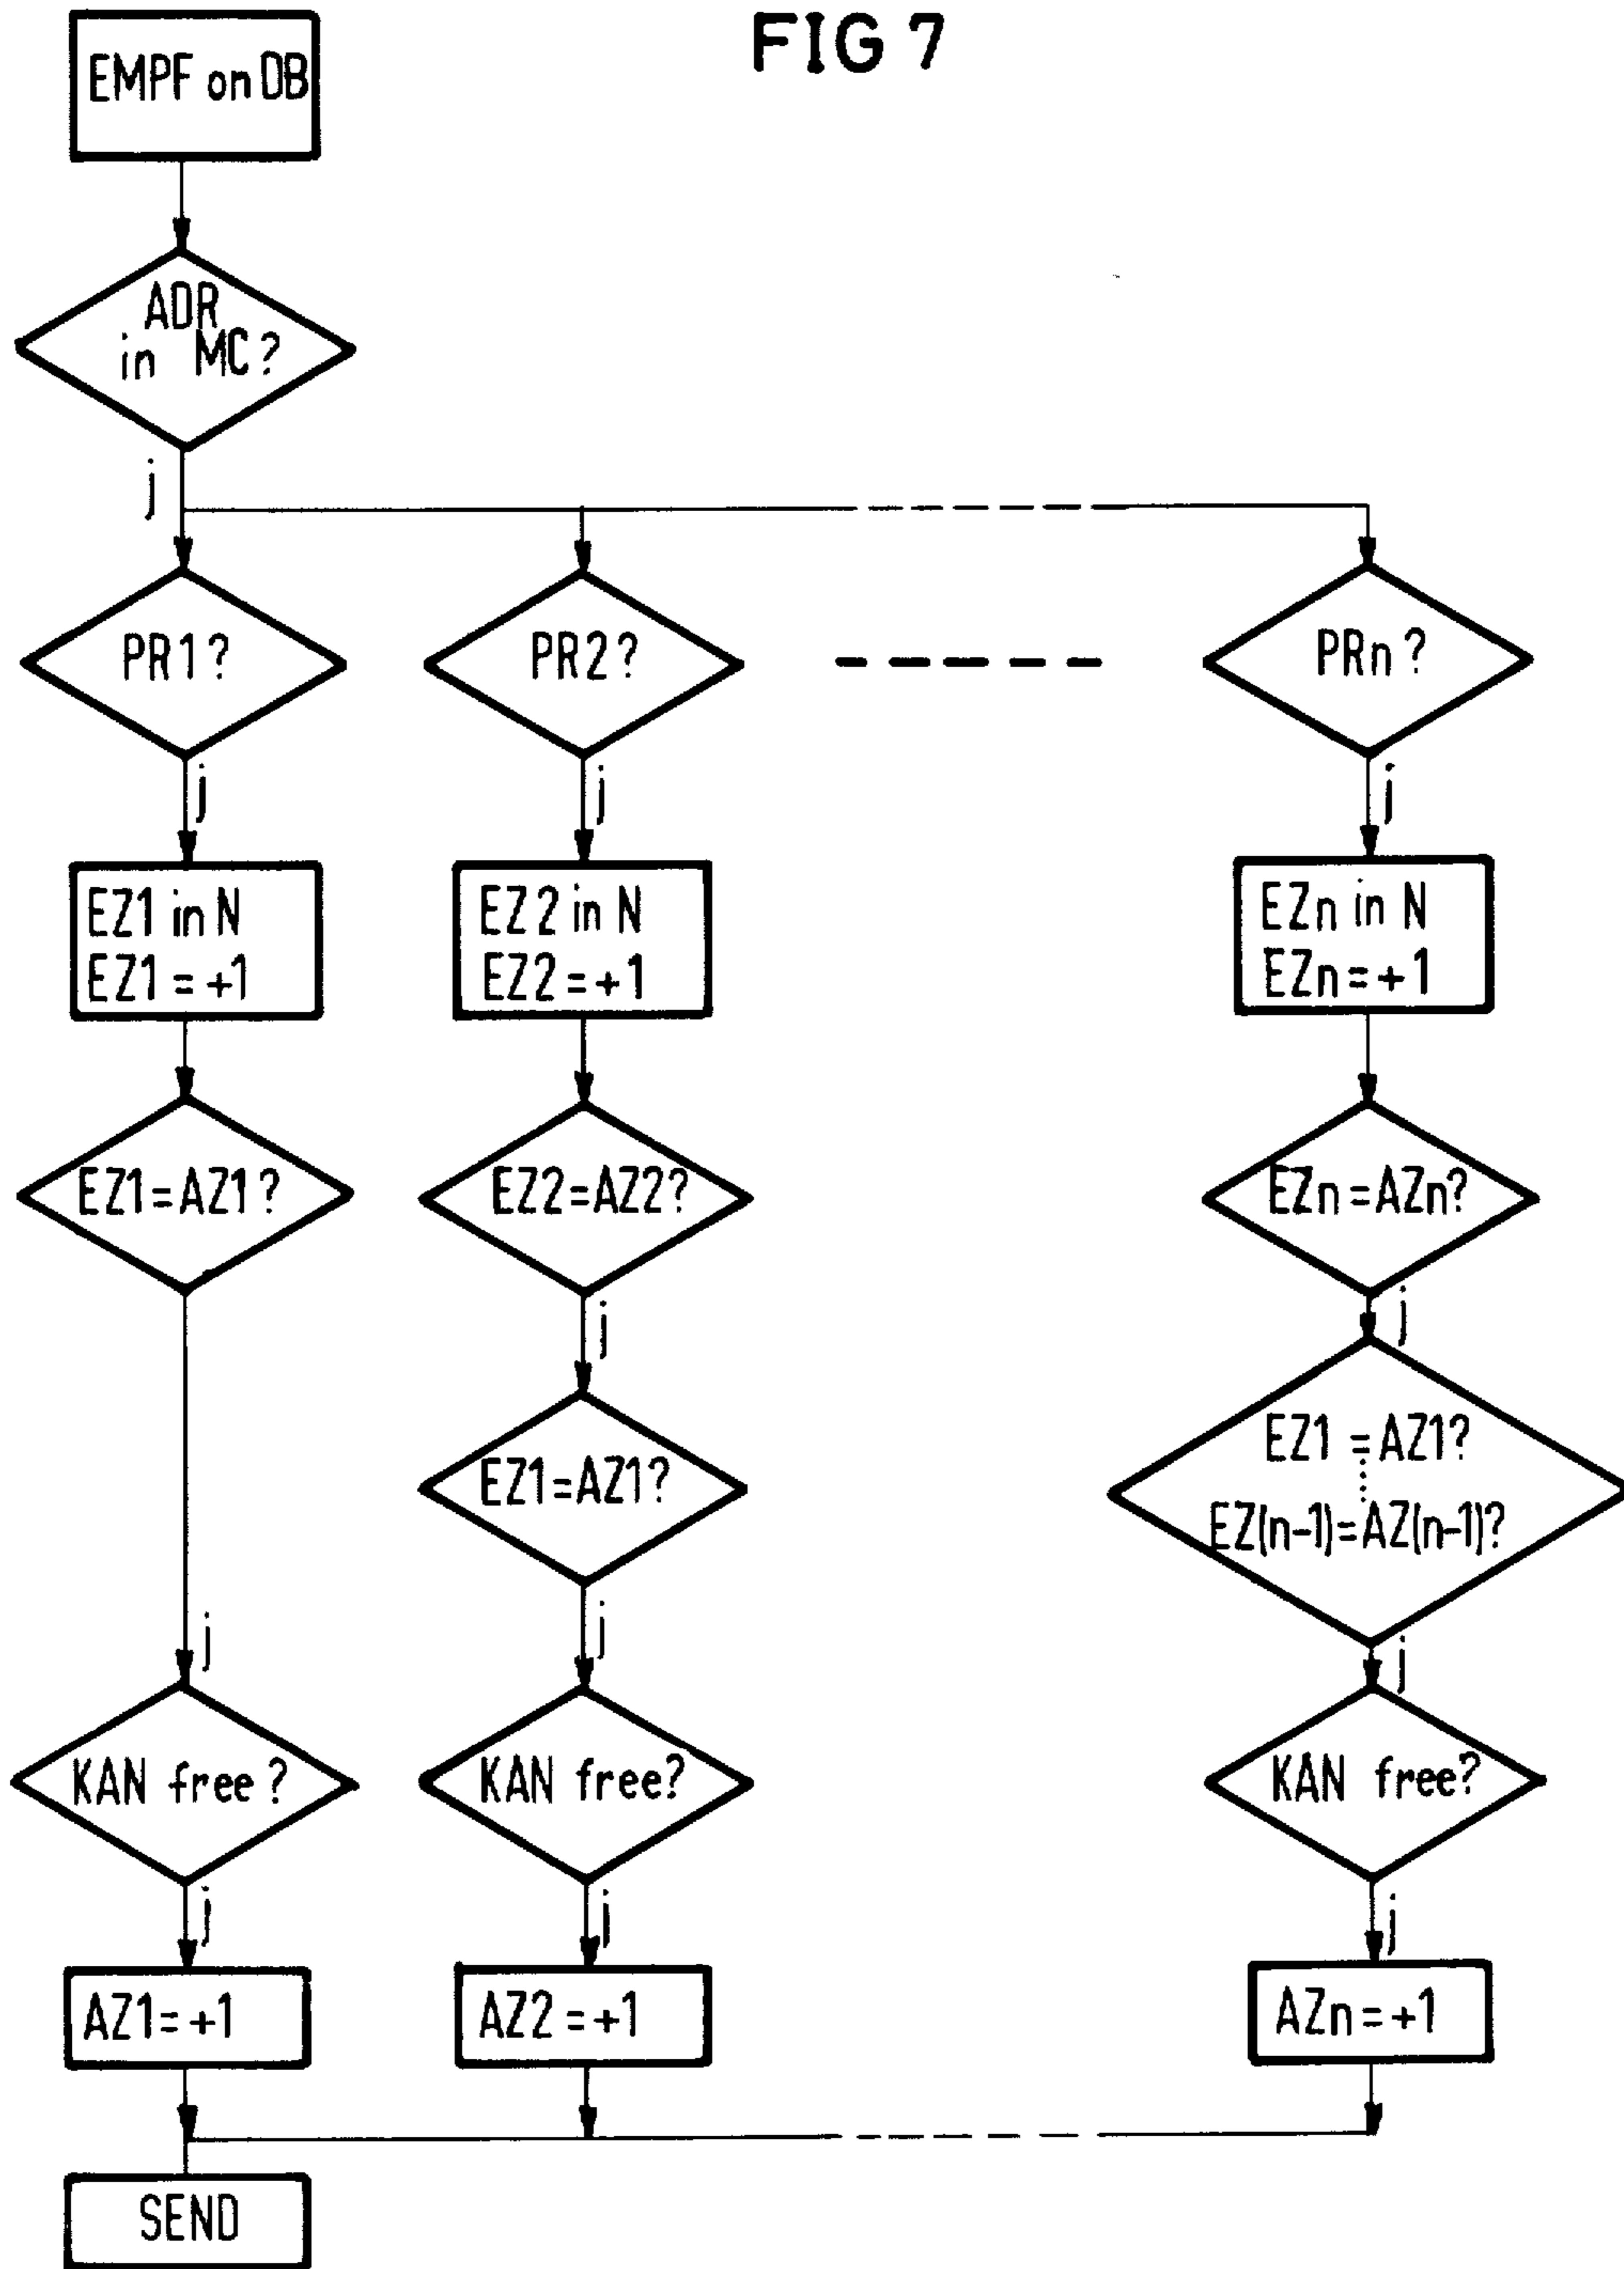 FIG 7
EMPF on DB
ADR
in MC?
j
PR1?
PR2?
PRn?
j
j
j
EZ1 in N
EZ1 = +1
EZ2 in N
EZ2 = +1
EZn in N
EZn = +1
EZ1=AZ1?
EZ2=AZ2?
EZn=AZn?
j
j
EZ1=AZ1?
EZ1 = AZ1?
⋮
EZ(n-1)=AZ(n-1)?
j
j
j
KAN free?
KAN free?
KAN free?
j
j
j
AZ1 = +1
AZ2 = +1
AZn = +1
SEND